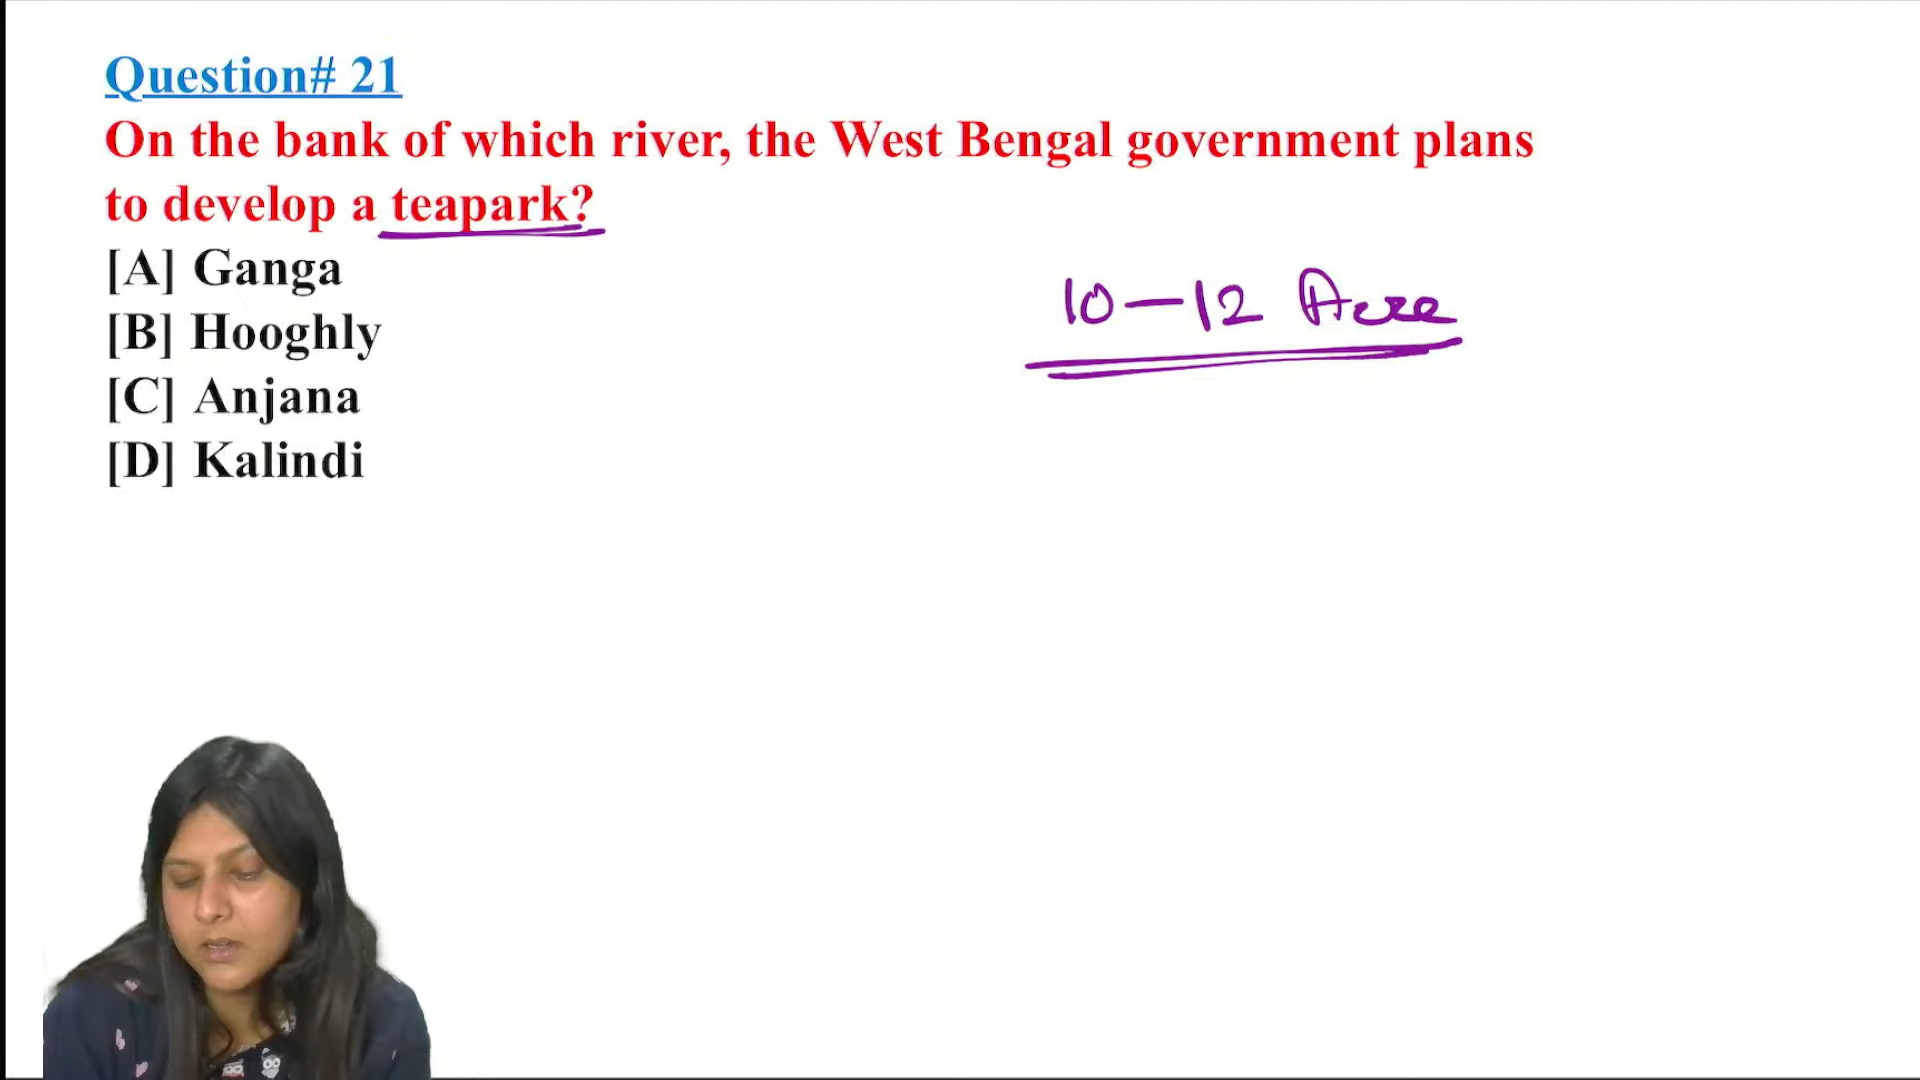 Question# 21
On the bank of which river, the West Bengal government plans
to develop a teapark?
[A] Ganga
[B] Hooghly
[C] Anjana
[D] Kalindi
10-12 Acre